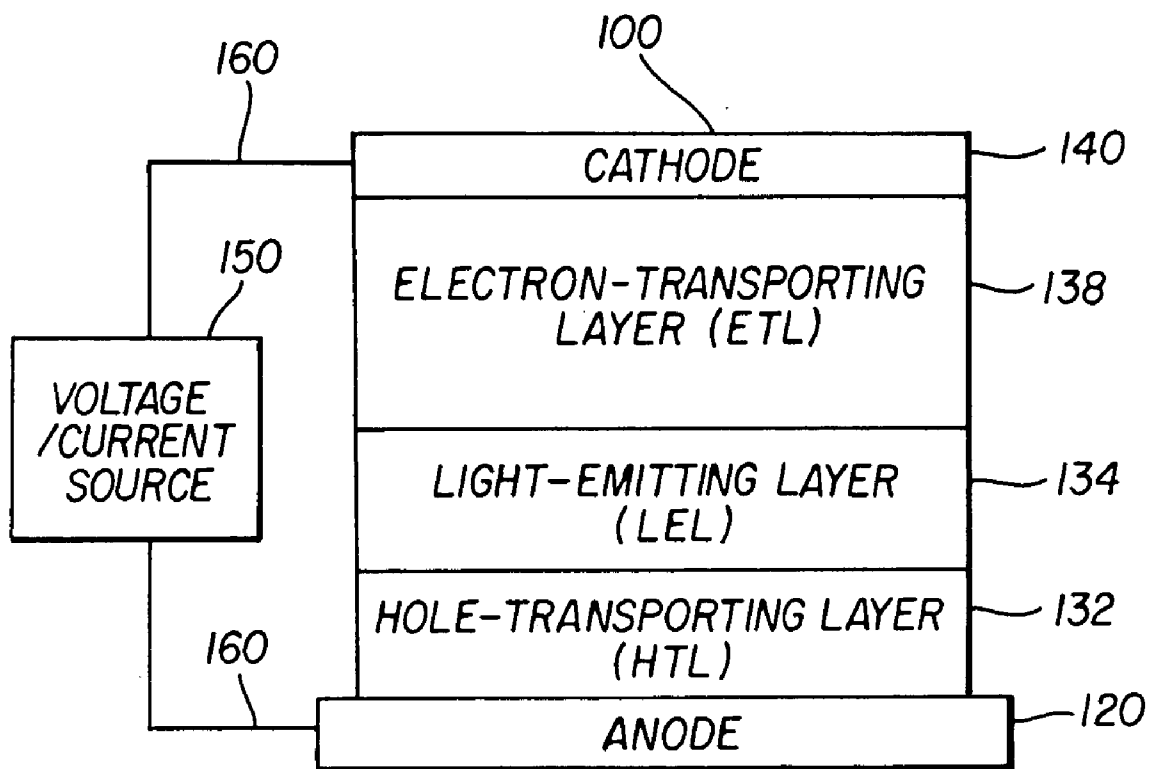 100
160
CATHODE
140
150
ELECTRON-TRANSPORTING
LAYER (ETL)
138
VOLTAGE
/CURRENT
SOURCE
LIGHT-EMITTING LAYER
(LEL)
134
HOLE-TRANSPORTING LAYER
(HTL)
132
160
ANODE
120